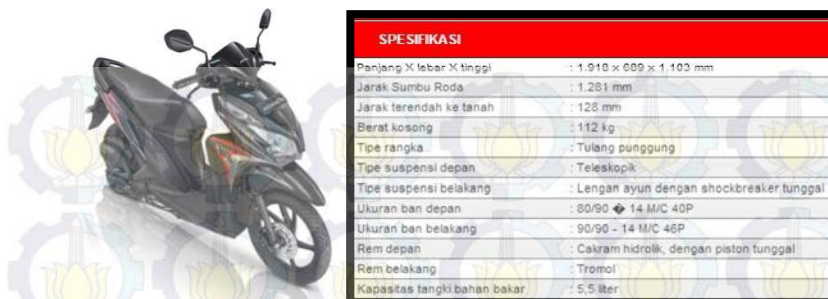 SPESIFIKASI
Panjang X lebar X tinggi : 1.918 x 689 x 1.103 mm
Jarak Sumbu Roda : 1.281 mm
Jarak terendah ke tanah : 128 mm
Berat kosong : 112 kg
Tipe rangka : Tulang punggung
Tipe suspensi depan : Teleskopik
Tipe suspensi belakang : Lengan ayun dengan shockbreaker tunggal
Ukuran ban depan : 80/90 � 14 M/C 40P
Ukuran ban belakang : 90/90 - 14 M/C 46P
Rem depan : Cakram hidrolik, dengan piston tunggal
Rem belakang : Tromol
Kapasitas tangki bahan bakar : 5,5 liter